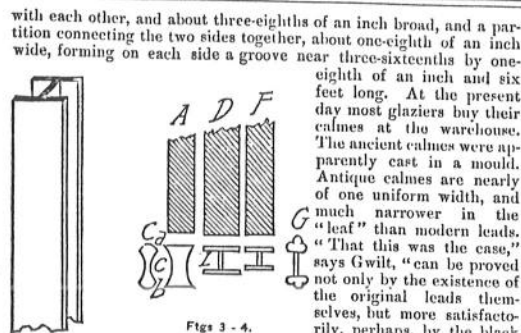 with each other, and about three-eighths of an inch broad, and a par-
tition connecting the two sides together, about one-eighth of an inch
wide, forming on each side a groove near three-sixteenths by one-
eighth of an inch and six
feet long. At the present
day most glaziers buy their
calmes at the warehouse.
The ancient calmes were ap-
parently cast in a mould.
Antique calmes are nearly
of one uniform width, and
much narrower in the
"leaf" than modern leads.
"That this was the case,"
says Gwilt, "can be proved
not only by the existence of
the original leads them-
selves, but more satisfacto-
rily, perhaps, by the black
A D F
G
C a
C
b
I
Figs 3 - 4.